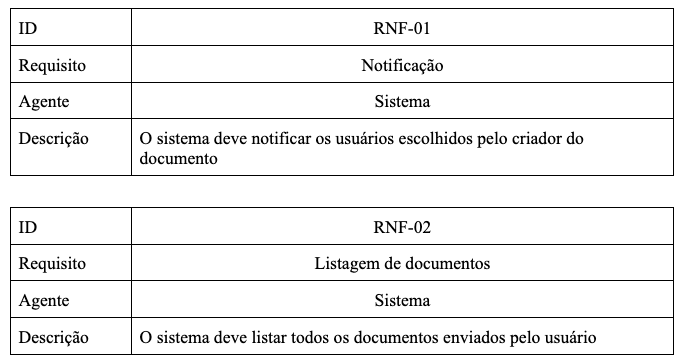 ID RNF-01
Requisito Notificação
Agente Sistema
Descrição O sistema deve notificar os usuários escolhidos pelo criador do
documento
ID RNF-02
Requisito Listagem de documentos
Agente Sistema
Descrição O sistema deve listar todos os documentos enviados pelo usuário